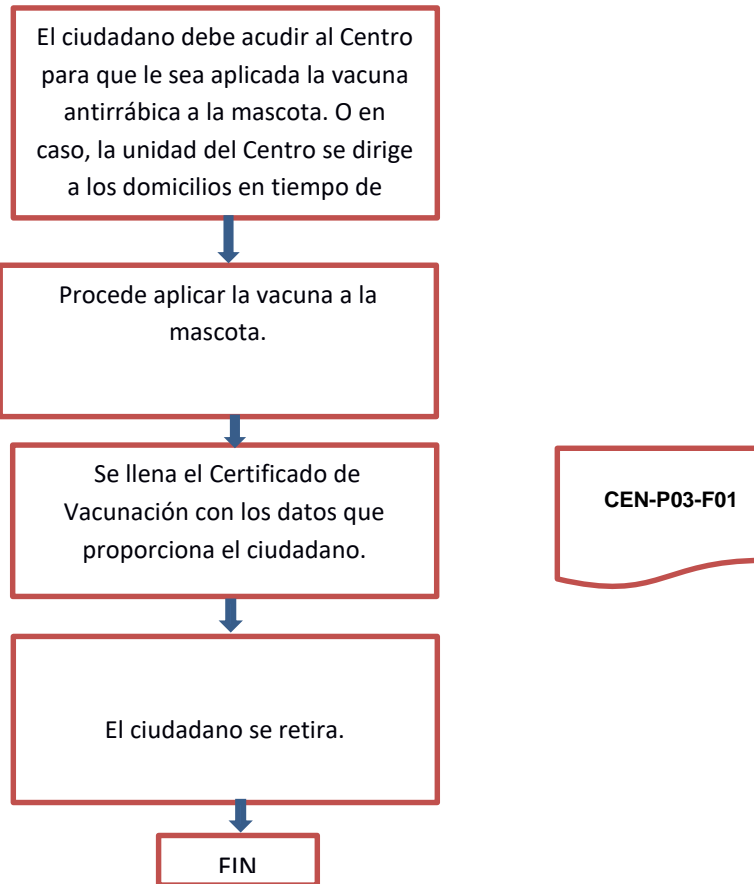 El ciudadano debe acudir al Centro
para que le sea aplicada la vacuna
antirrábica a la mascota. O en
caso, la unidad del Centro se dirige
a los domicilios en tiempo de
Procede aplicar la vacuna a la
mascota.
Se llena el Certificado de
Vacunación con los datos que
proporciona el ciudadano.
CEN-P03-F01
El ciudadano se retira.
FIN